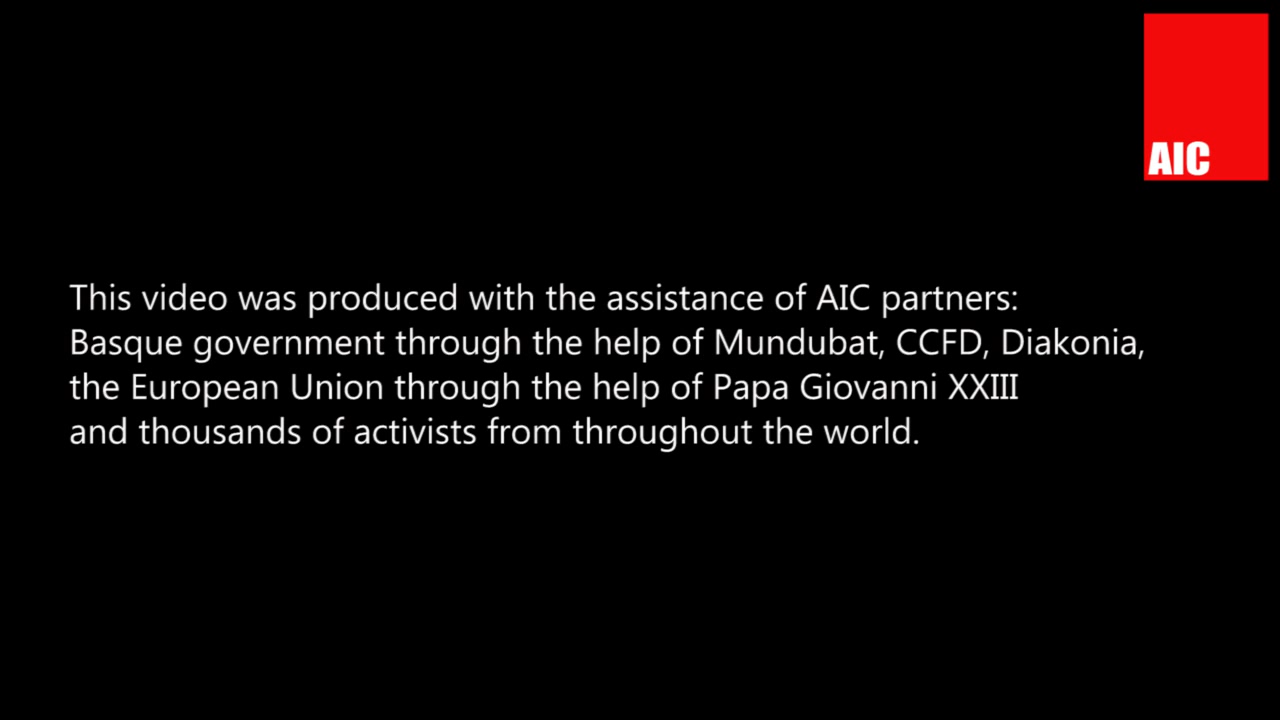 AIC
This video was produced with the assistance of AIC partners:
Basque government through the help of Mundubat, CCFD, Diakonia,
the European Union through the help of Papa Giovanni XXIII
and thousands of activists from throughout the world.